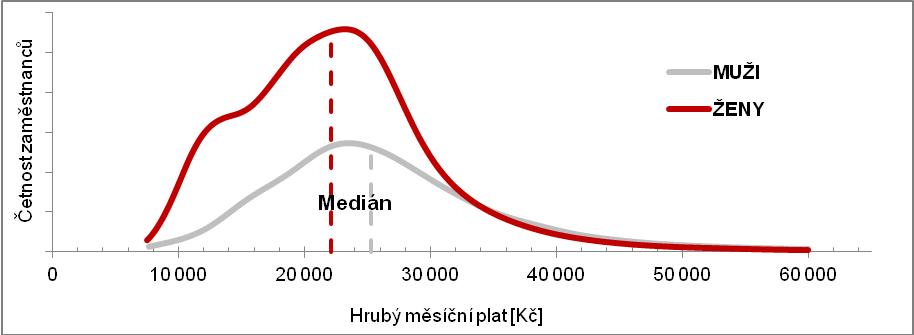 Četnost zaměstnanců
MUŽI
ŽENY
Medián
0
10 000
20 000
30 000
40 000
50 000
60 000
Hrubý měsíční plat [Kč]